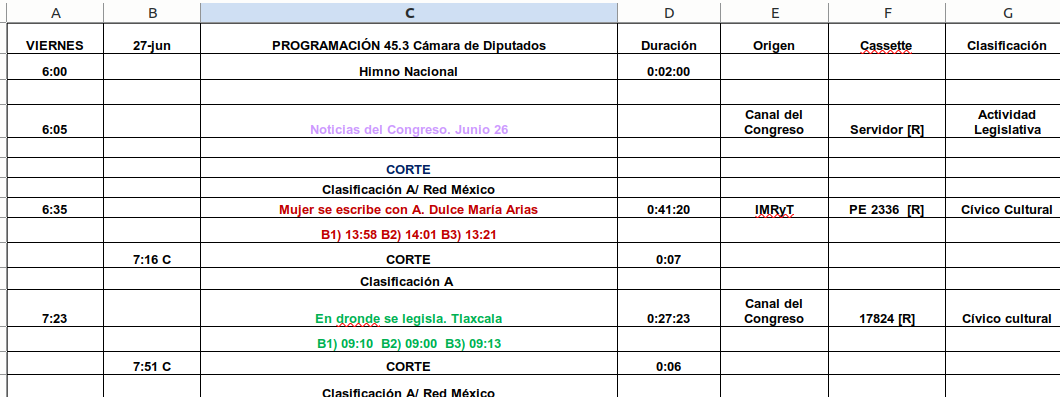 A B C D E F G
VIERNES 27-jun PROGRAMACIÓN 45.3 Cámara de Diputados Duración Origen Cassette Clasificación
6:00 Himno Nacional 0:02:00
6:05 Noticias del Congreso. Junio 26 Canal del Congreso Servidor [R] Actividad Legislativa
CORTE
Clasificación A/ Red México
6:35 Mujer se escribe con A. Dulce María Arias 0:41:20 IMRyT PE 2336 [R] Cívico Cultural
B1) 13:58 B2) 14:01 B3) 13:21
7:16 C CORTE 0:07
Clasificación A
7:23 En dronde se legisla. Tlaxcala 0:27:23 Canal del Congreso 17824 [R] Cívico cultural
B1) 09:10 B2) 09:00 B3) 09:13
7:51 C CORTE 0:06
Clasificación A/ Red México